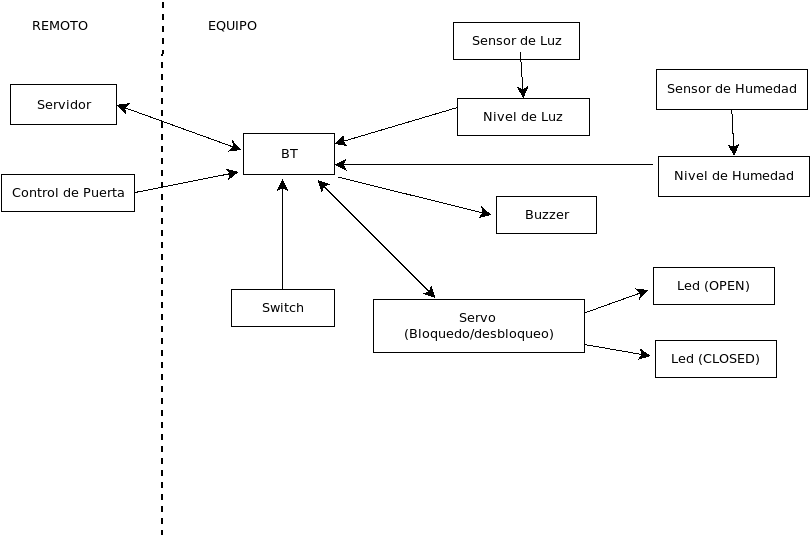 REMOTO
EQUIPO
Sensor de Luz
Sensor de Humedad
Servidor
Nivel de Luz
BT
Nivel de Humedad
Control de Puerta
Buzzer
Switch
Led (OPEN)
Servo
(Bloquedo/desbloqueo)
Led (CLOSED)